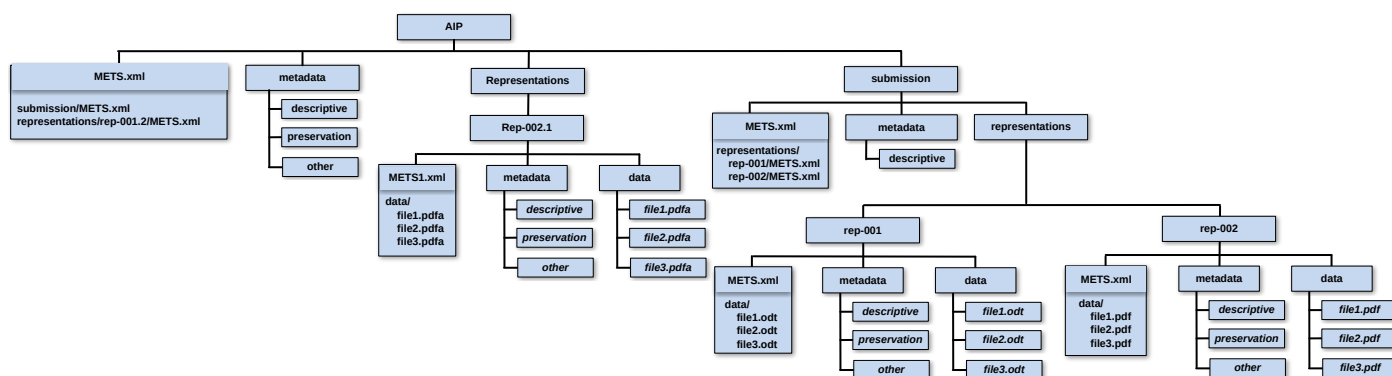 AIP
METS.xml
submission/METS.xml
representations/rep-001.2/METS.xml
metadata
descriptive
preservation
other
Representations
Rep-002.1
METS1.xml
data/
file1.pdfa
file2.pdfa
file3.pdfa
metadata
descriptive
preservation
other
data
file1.pdfa
file2.pdfa
file3.pdfa
submission
METS.xml
representations/
rep-001/METS.xml
rep-002/METS.xml
metadata
descriptive
representations
rep-001
METS.xml
data/
file1.odt
file2.odt
file3.odt
metadata
descriptive
preservation
other
data
file1.odt
file2.odt
file3.odt
rep-002
METS.xml
data/
file1.pdf
file2.pdf
file3.pdf
metadata
descriptive
preservation
other
data
file1.pdf
file2.pdf
file3.pdf